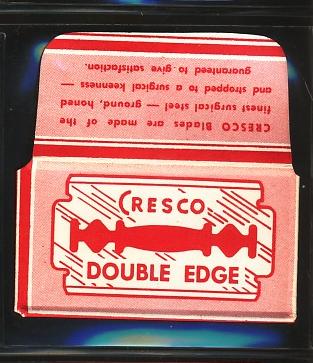 CRESCO Blades are made of the
finest surgical steel — ground, honed
and stropped to a surgical keenness —
guaranteed to give satisfaction.
CRESCO
DOUBLE EDGE